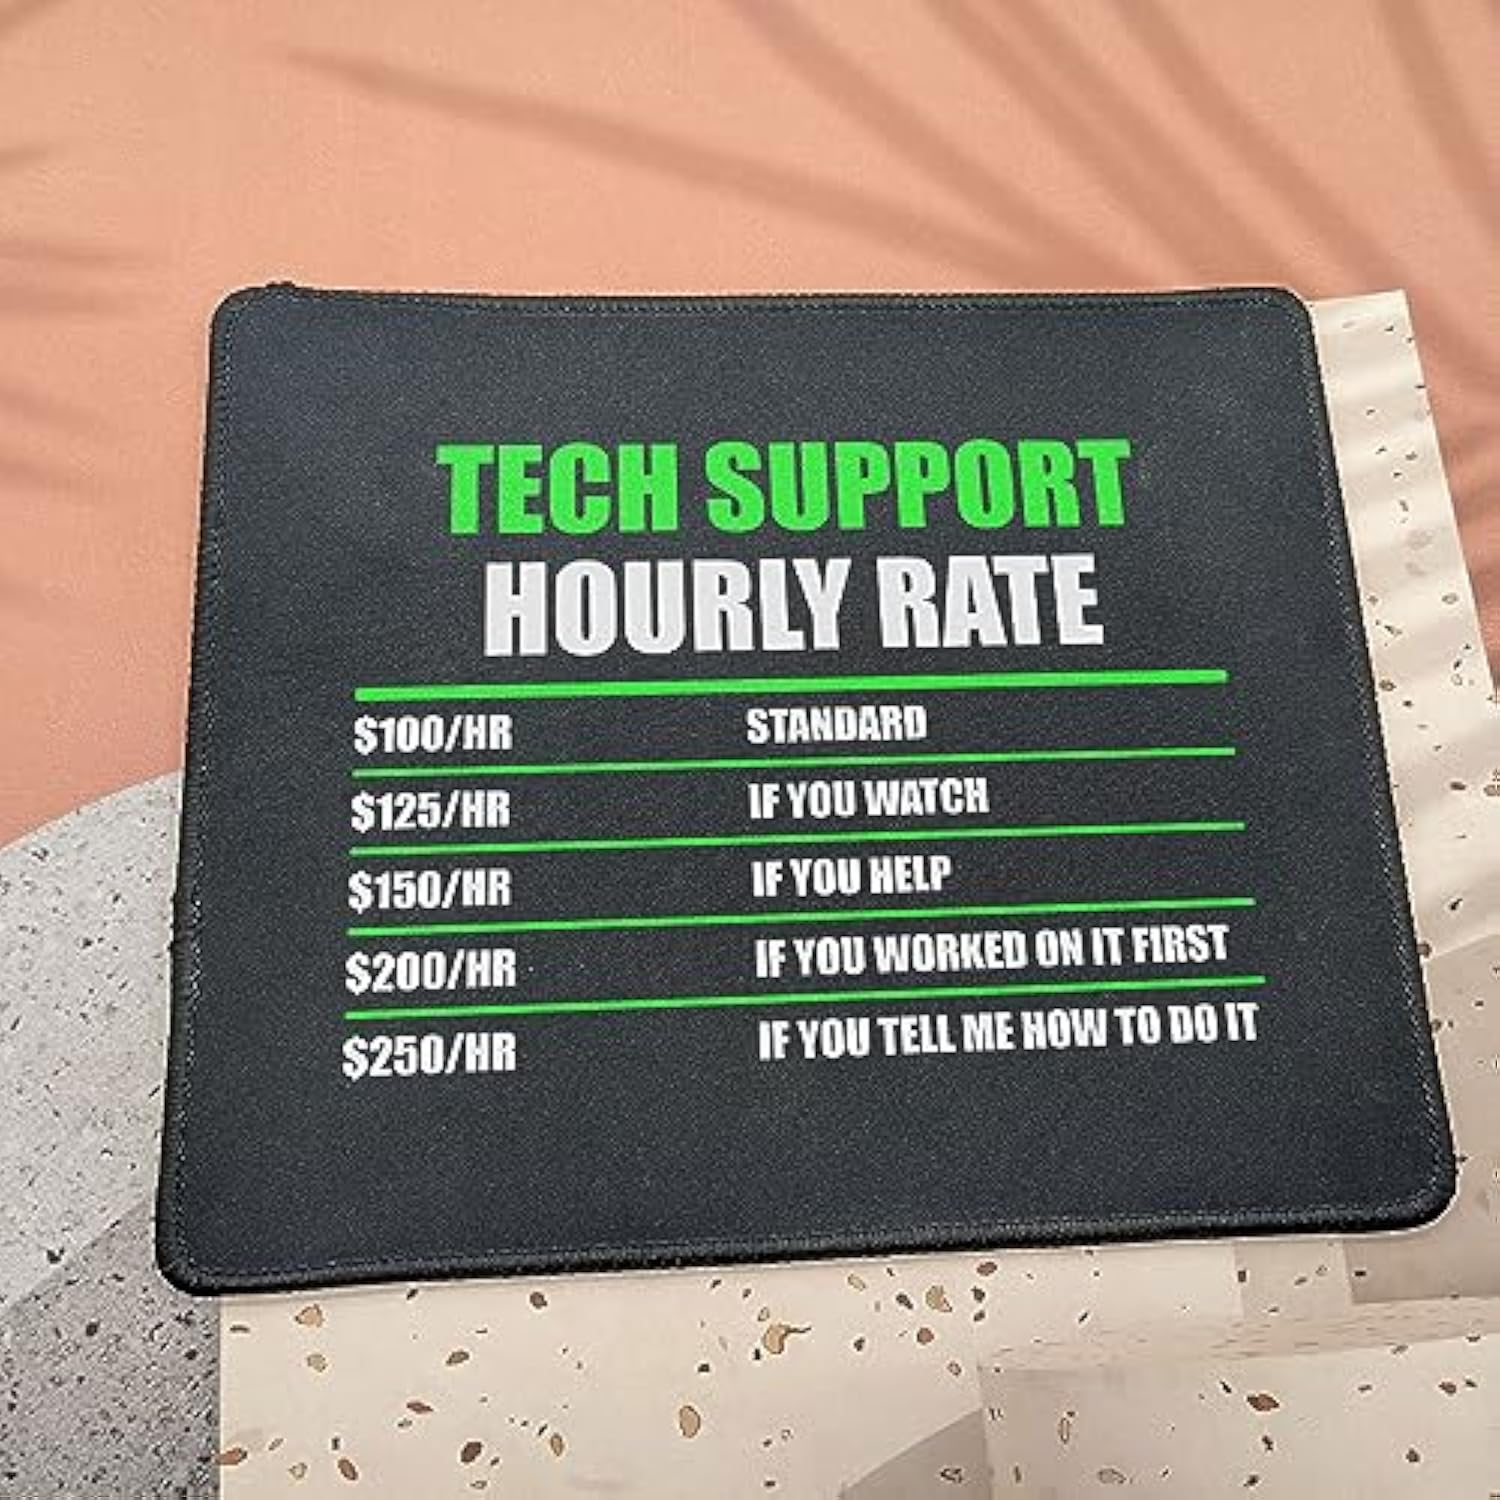 TECH SUPPORT
HOURLY RATE
$100/HR STANDARD
$125/HR IF YOU WATCH
$150/HR IF YOU HELP
$200/HR IF YOU WORKED ON IT FIRST
$250/HR IF YOU TELL ME HOW TO DO IT